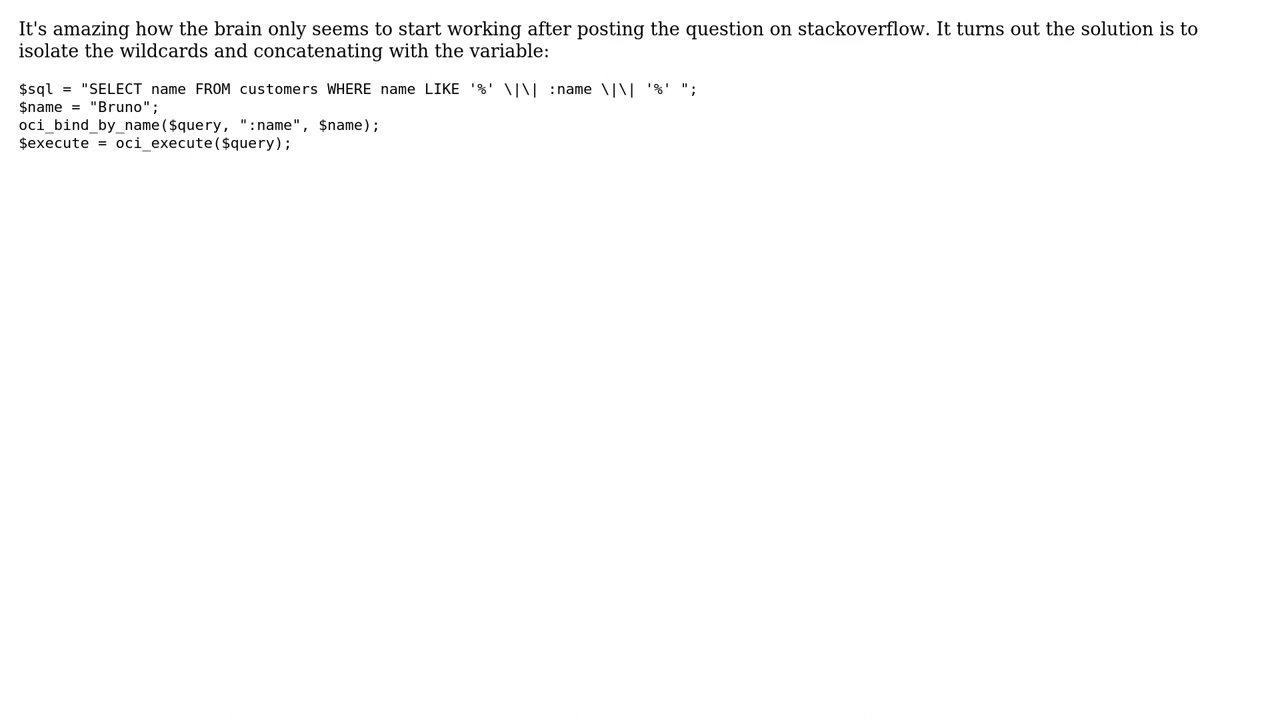 It's amazing how the brain only seems to start working after posting the question on stackoverflow. It turns out the solution is to
isolate the wildcards and concatenating with the variable:
$sql = "SELECT name FROM customers WHERE name LIKE '%' \|\| :name \|\| '%' ";
$name = "Bruno";
oci_bind_by_name($query, ":name", $name);
$execute = oci_execute($query);